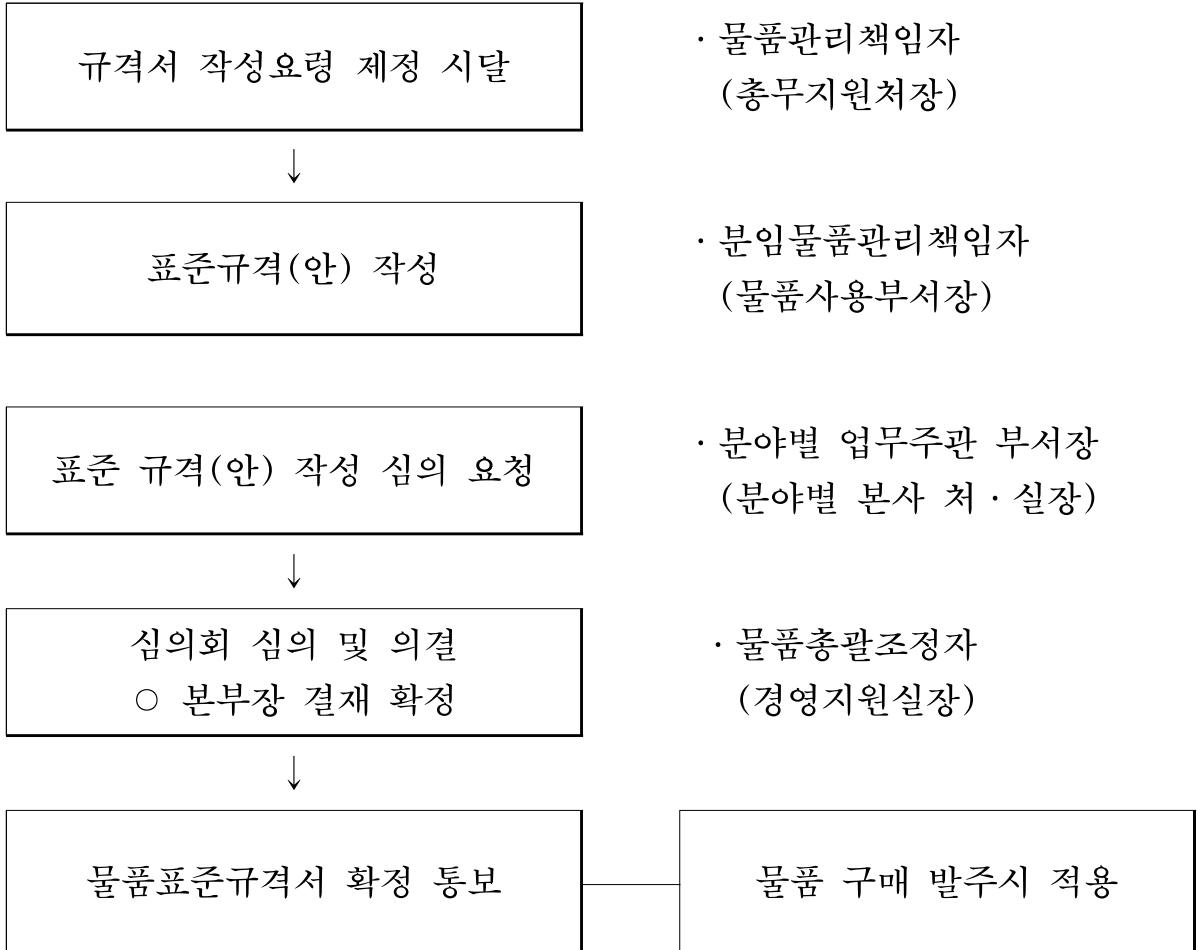 규격서 작성요령 제정 시달
· 물품관리책임자
(총무지원처장)
↓
표준규격(안) 작성
· 분임물품관리책임자
(물품사용부서장)
표준 규격(안) 작성 심의 요청
· 분야별 업무주관 부서장
(분야별 본사 처 · 실장)
↓
심의회 심의 및 의결
○ 본부장 결재 확정
· 물품총괄조정자
(경영지원실장)
↓
물품표준규격서 확정 통보
물품 구매 발주시 적용